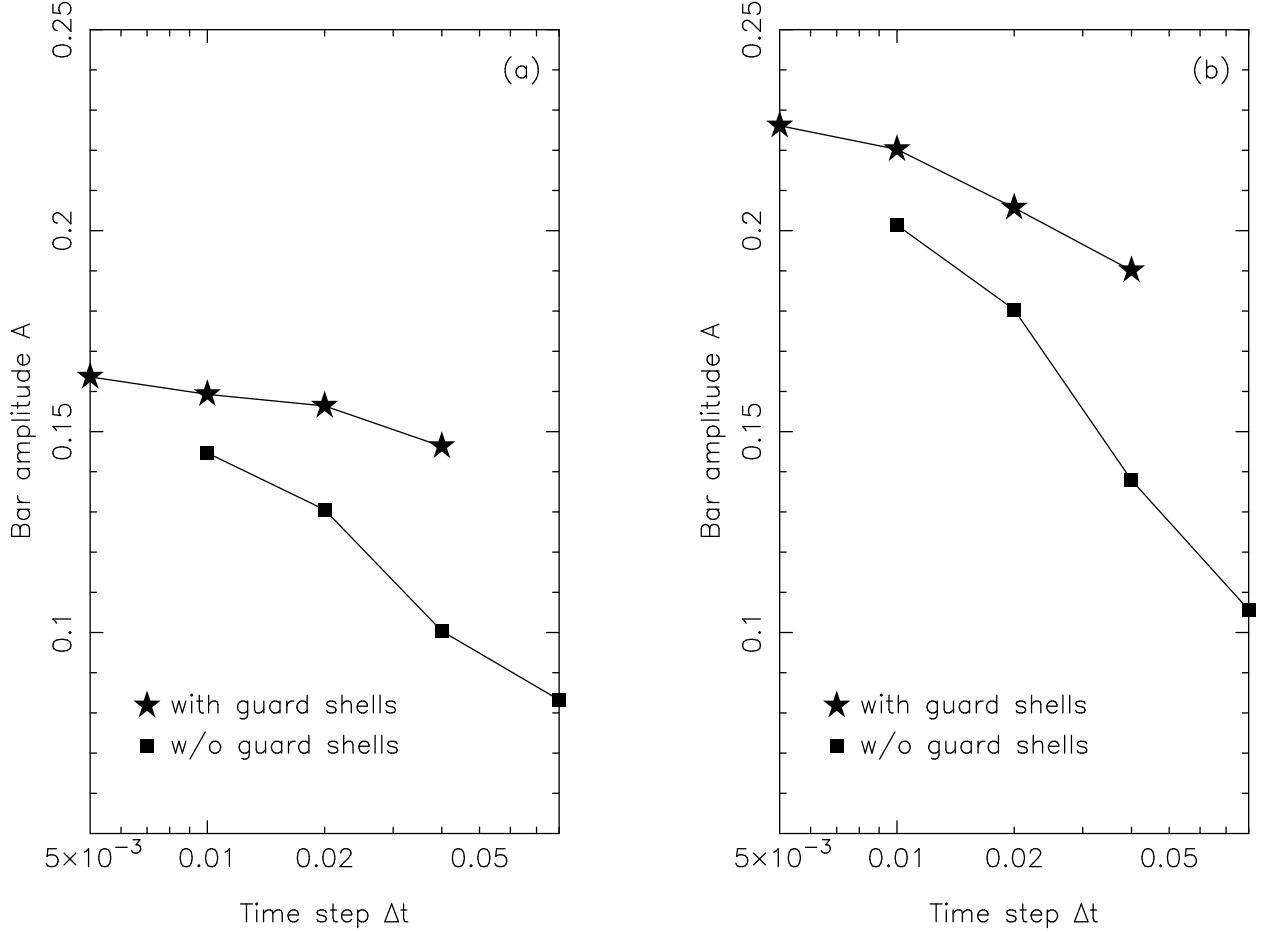 (a)
0.25
0.2
0.15
0.1
Bar amplitude A
with guard shells
w/o guard shells
5×10⁻³ 0.01 0.02 0.05
Time step Δt
(b)
0.25
0.2
0.15
0.1
Bar amplitude A
with guard shells
w/o guard shells
5×10⁻³ 0.01 0.02 0.05
Time step Δt